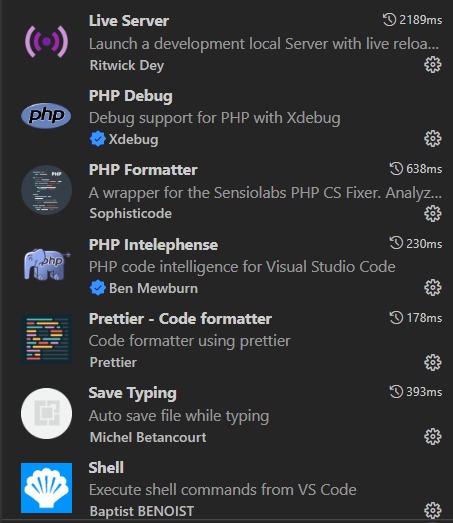 Live Server 2189ms
Launch a development local Server with live reloa...
Ritwick Dey
php
PHP Debug
Debug support for PHP with Xdebug
Xdebug
PHP
PHP Formatter 638ms
A wrapper for the Sensiolabs PHP CS Fixer. Analyz...
Sophisticode
php
PHP Intelephense 230ms
PHP code intelligence for Visual Studio Code
Ben Mewburn
Prettier - Code formatter 178ms
Code formatter using prettier
Prettier
Save Typing 393ms
Auto save file while typing
Michel Betancourt
Shell
Execute shell commands from VS Code
Baptist BENOIST